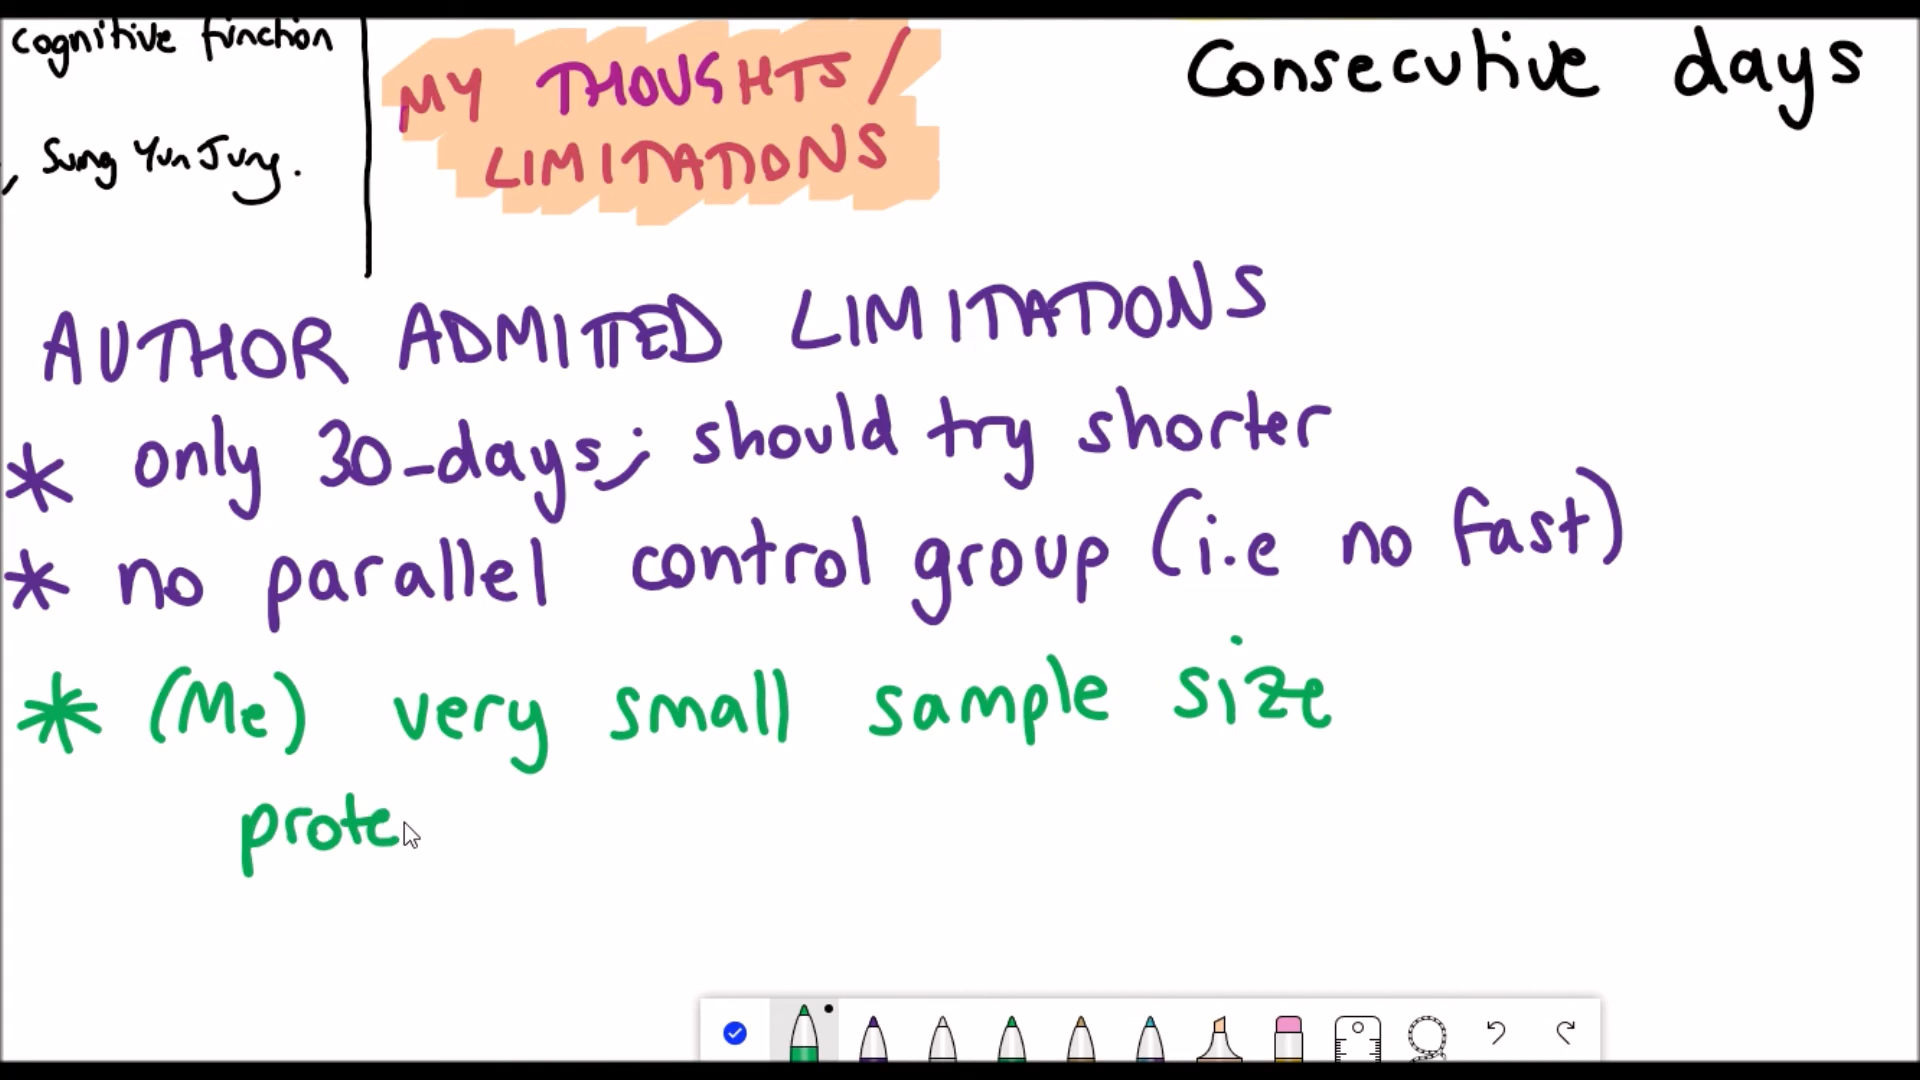 cognitive function
, Sung Yun Jung.
MY THOUGHTS/
LIMITATIONS
Consecutive days
AUTHOR ADMITTED LIMITATIONS
* only 30-days; should try shorter
* no parallel control group (i.e no fast)
* (Me) very small sample size
prote